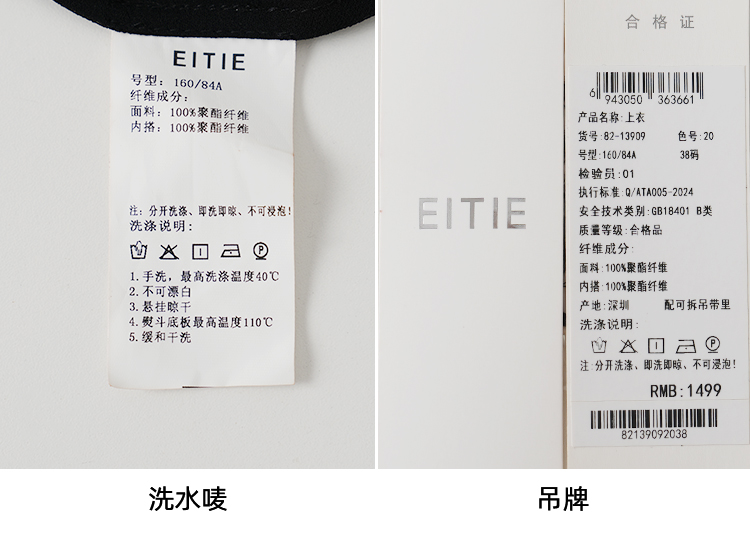 EITIE
号型：160/84A
纤维成分：
面料：100%聚酯纤维
内搭：100%聚酯纤维
注：分开洗涤、即洗即晾、不可浸泡！
洗涤说明：
1.手洗，最高洗涤温度40℃
2.不可漂白
3.悬挂晾干
4.熨斗底板最高温度110℃
5.缓和干洗
洗水唛
EITIE
合格证
6 943050 363661
产品名称:上衣
货号:82-13909 色号:20
号型:160/84A 38码
检验员:01
执行标准:Q/ATA005-2024
安全技术类别:GB18401 B类
质量等级:合格品
纤维成分:
面料:100%聚酯纤维
内搭:100%聚酯纤维
产地:深圳 配可拆吊带里
洗涤说明:
注:分开洗涤、即洗即晾、不可浸泡!
RMB:1499
82139092038
吊牌